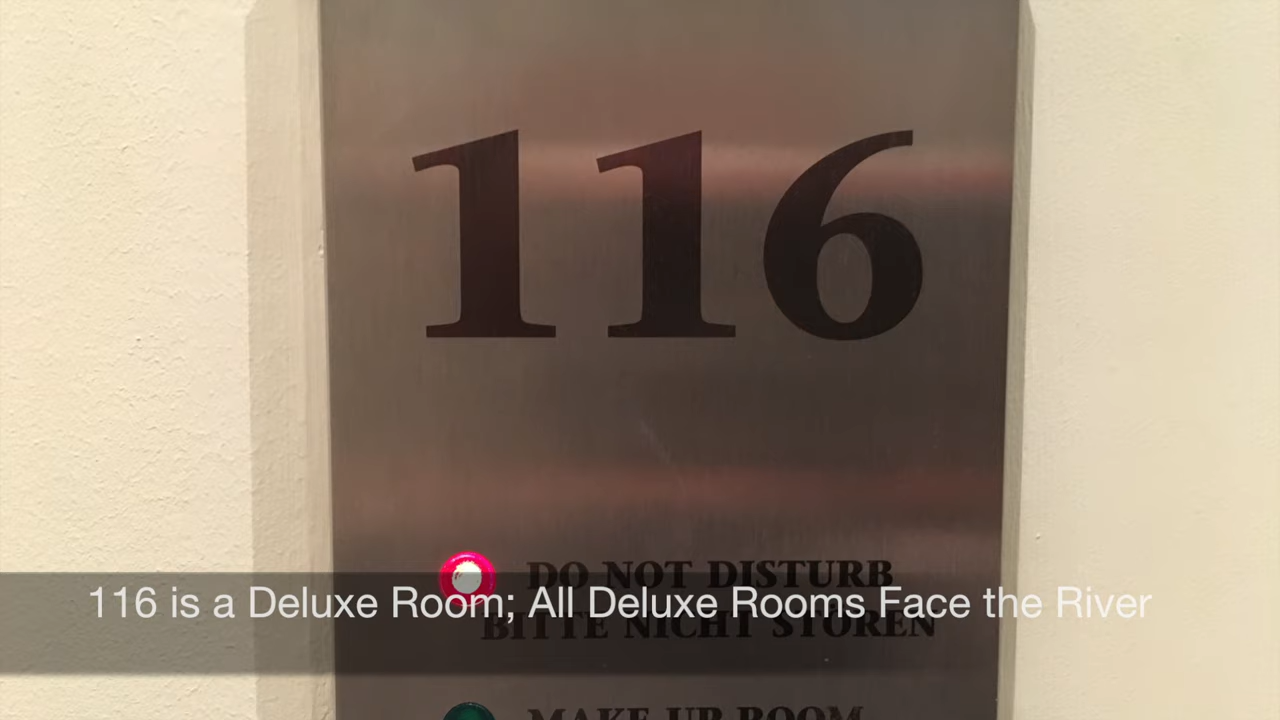 116
DO NOT DISTURB
116 is a Deluxe Room; All Deluxe Rooms Face the River
BITTE NICHT STÖREN
MAKE UP ROOM